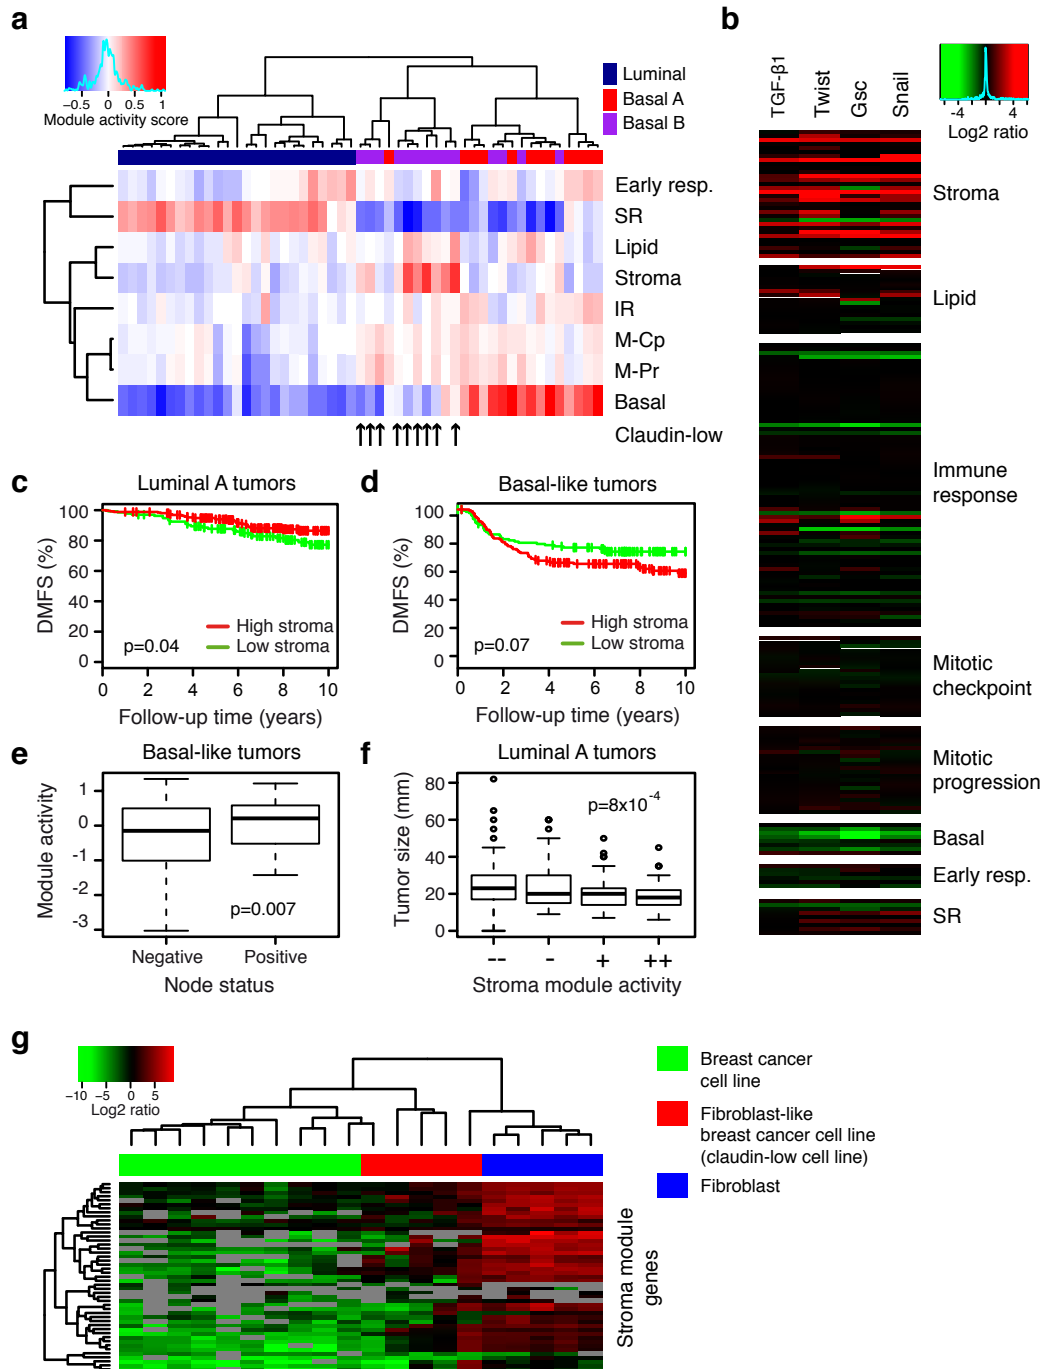 a
−0.5 0 0.5 1
Module activity score
Luminal
Basal A
Basal B
Early resp.
SR
Lipid
Stroma
IR
M-Cp
M-Pr
Basal
Claudin-low
b
TGF-β1
Twist
Gsc
Snail
−4 4
Log2 ratio
Stroma
Lipid
Immune
response
Mitotic
checkpoint
Mitotic
progression
Basal
Early resp.
SR
c
Luminal A tumors
DMFS (%)
100
80
60
40
20
0
High stroma
Low stroma
p=0.04
0 2 4 6 8 10
Follow-up time (years)
d
Basal-like tumors
DMFS (%)
100
80
60
40
20
0
High stroma
Low stroma
p=0.07
0 2 4 6 8 10
Follow-up time (years)
e
Basal-like tumors
Module activity
1
0
-1
-2
-3
p=0.007
Negative Positive
Node status
f
Luminal A tumors
Tumor size (mm)
80
60
40
20
0
p=8x10-4
-- - + ++
Stroma module activity
g
−10 −5 0 5
Log2 ratio
Breast cancer
cell line
Fibroblast-like
breast cancer cell line
(claudin-low cell line)
Fibroblast
Stroma module
genes